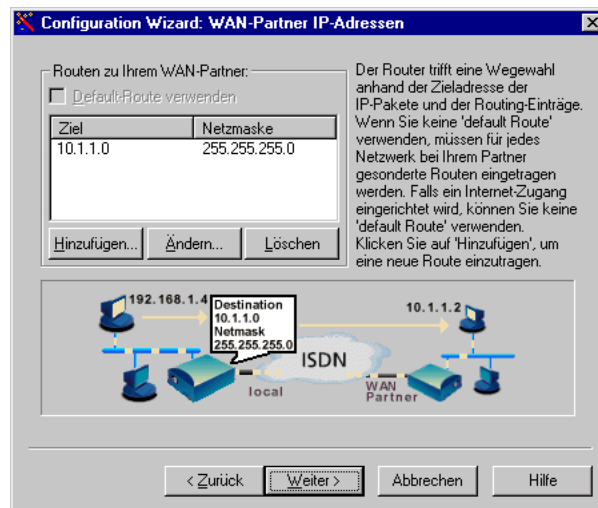 Configuration Wizard: WAN-Partner IP-Adressen
Routen zu Ihrem WAN-Partner:
Default-Route verwenden
Ziel Netzmaske
10.1.1.0 255.255.255.0
Hinzufügen... Ändern... Löschen
Der Router trifft eine Wegewahl
anhand der Zieladresse der
IP-Pakete und der Routing-Einträge.
Wenn Sie keine 'default Route'
verwenden, müssen für jedes
Netzwerk bei Ihrem Partner
gesonderte Routen eingetragen
werden. Falls ein Internet-Zugang
eingerichtet wird, können Sie keine
'default Route' verwenden.
Klicken Sie auf 'Hinzufügen', um
eine neue Route einzutragen.
192.168.1.4
Destination
10.1.1.0
Netmask
255.255.255.0
10.1.1.2
ISDN
local
WAN
Partner
< Zurück Weiter > Abbrechen Hilfe